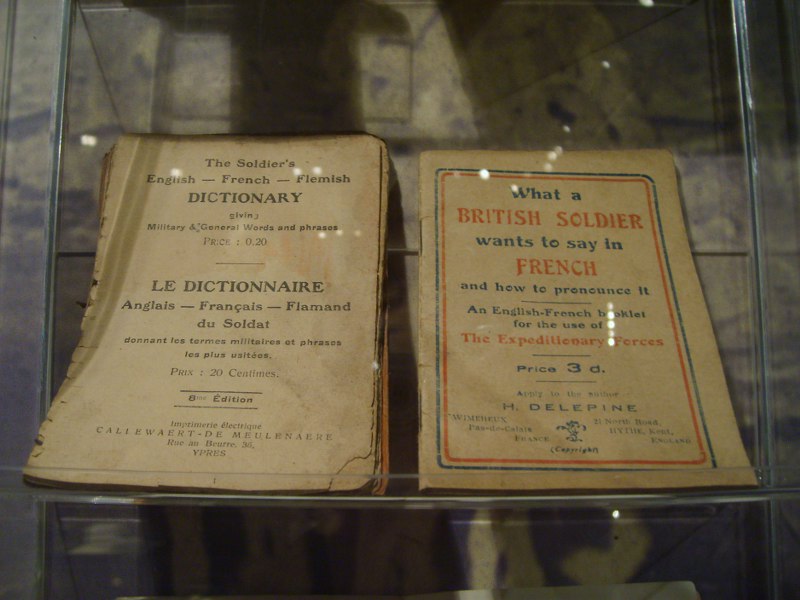 The Soldier's
English — French — Flemish
DICTIONARY
giving
Military & General Words and phrases
PRICE : 0.20
LE DICTIONNAIRE
Anglais — Français — Flamand
du Soldat
donnant les termes militaires et phrases
les plus usitées.
PRIX : 20 Centimes.
8me Édition
Imprimerie électrique
CALLEWAERT-DE MEULENAERE
Rue au Beurre, 36,
YPRES
What a
BRITISH SOLDIER
wants to say in
FRENCH
and how to pronounce it
An English-French booklet
for the use of
The Expeditionary Forces
Price 3 d.
Apply to the author
H. DELEPINE
WIMEREUX
Pas-de-Calais
FRANCE
21 North Road
HYTHE, Kent,
ENGLAND
(Copyright)